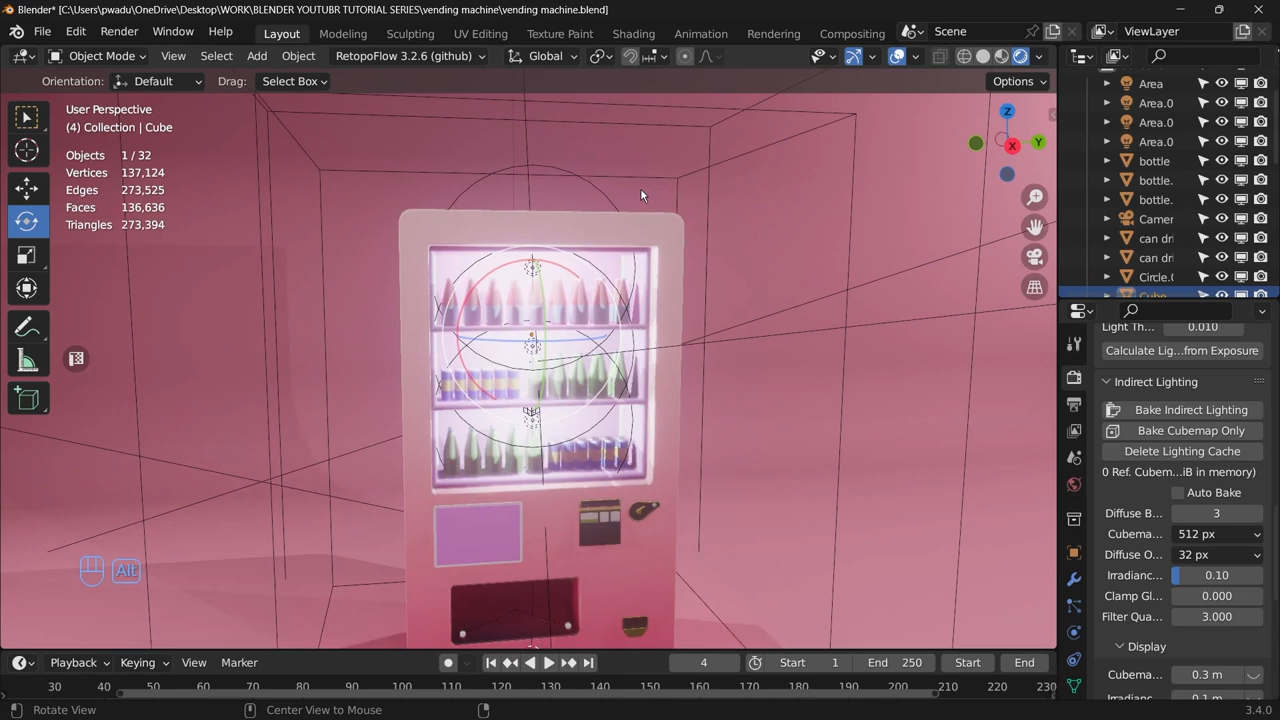 Blender* [C:\Users\pwadu\OneDrive\Desktop\WORK\BLENDER YOUTUBR TUTORIAL SERIES\vending machine\vending machine.blend]
File Edit Render Window Help Layout Modeling Sculpting UV Editing Texture Paint Shading Animation Rendering Compositing Scene ViewLayer
Object Mode View Select Add Object RetopoFlow 3.2.6 (github) Global
Orientation: Default Drag: Select Box Options
User Perspective
(4) Collection | Cube
Objects 1 / 32
Vertices 137,124
Edges 273,525
Faces 136,636
Triangles 273,394
Z
Y
X
Area
Area.0
Area.0
Area.0
bottle
bottle.
bottle.
Camer
can dri
can dri
Circle.(
Cube
Light Th... 0.010
Calculate Lig...from Exposure
Indirect Lighting
Bake Indirect Lighting
Bake Cubemap Only
Delete Lighting Cache
0 Ref. Cubem...iB in memory)
Auto Bake
Diffuse B... 3
Cubema... 512 px
Diffuse O... 32 px
Irradianc... 0.10
Clamp Gl... 0.000
Filter Qua... 3.000
Display
Cubema... 0.3 m
Irradianc... 0.1 m
Alt
Playback Keying View Marker 4 Start 1 End 250 Start End
30 40 50 60 70 80 90 100 110 120 130 140 150 160 170 180 190 200 210 220 230
Rotate View Center View to Mouse 3.4.0